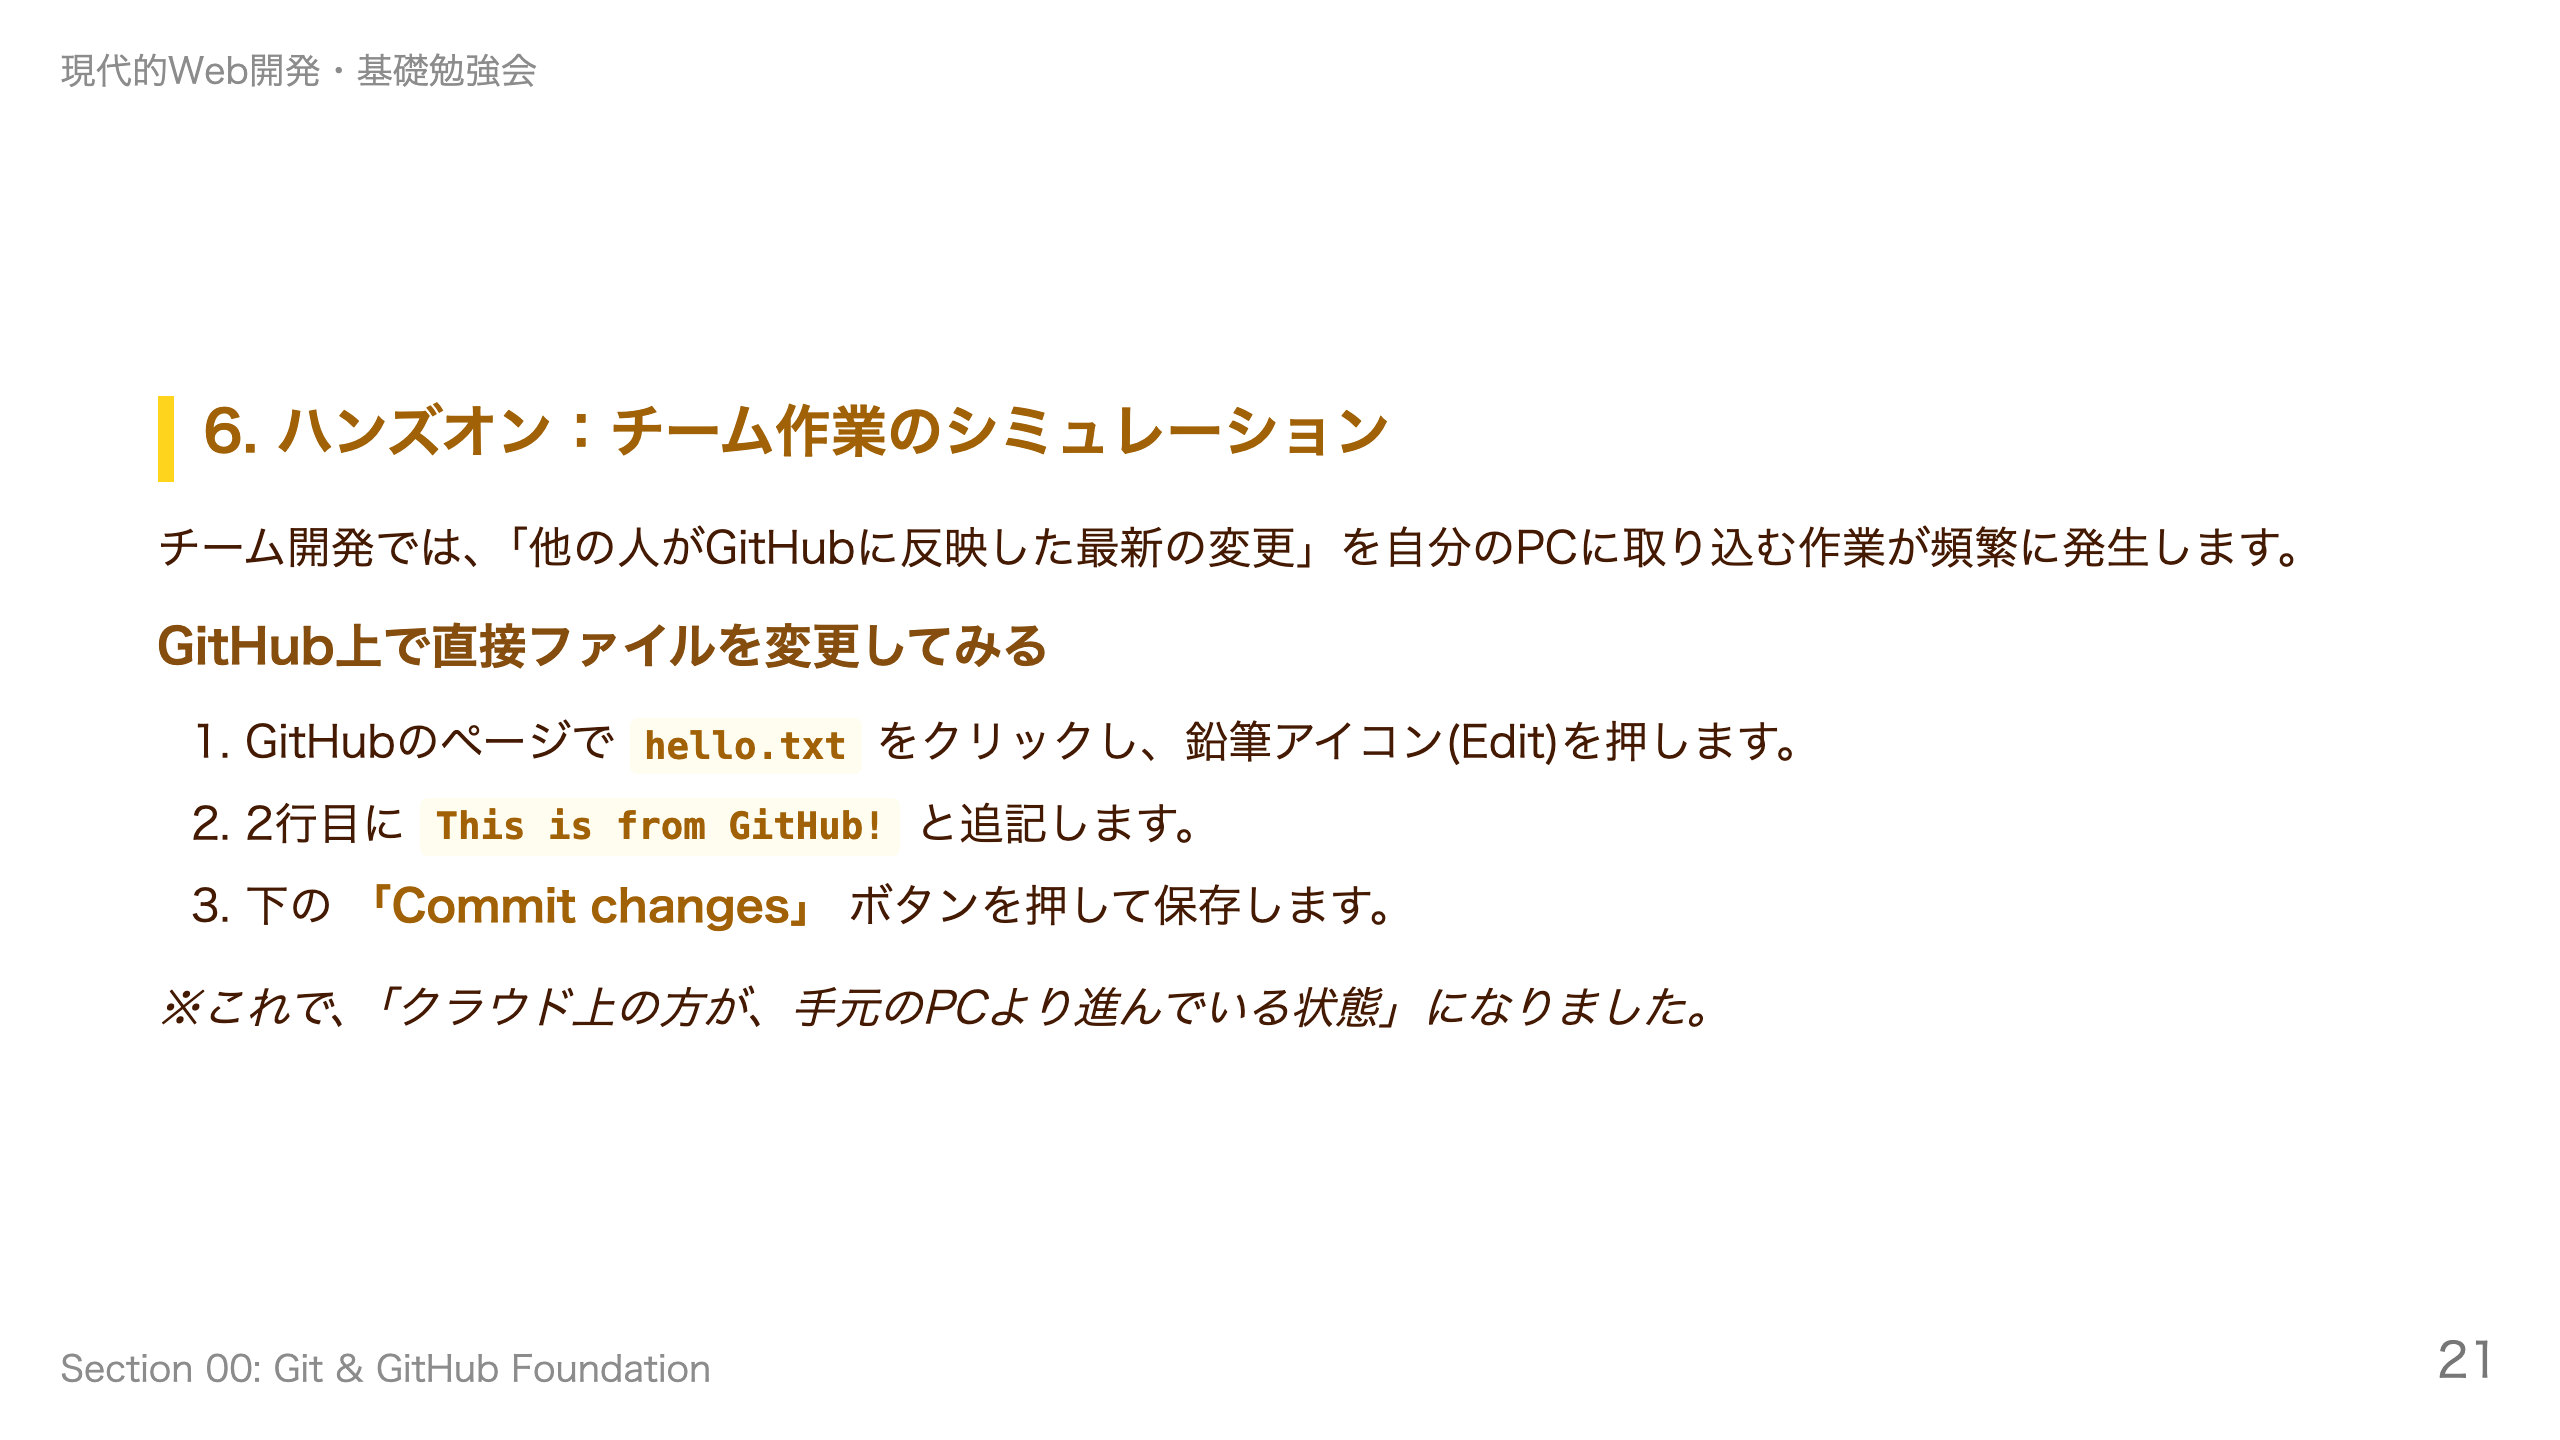 現代的Web開発・基礎勉強会
6. ハンズオン：チーム作業のシミュレーション
チーム開発では、「他の人がGitHubに反映した最新の変更」を自分のPCに取り込む作業が頻繁に発生します。
GitHub上で直接ファイルを変更してみる
1. GitHubのページで hello.txt をクリックし、鉛筆アイコン(Edit)を押します。
2. 2行目に This is from GitHub! と追記します。
3. 下の 「Commit changes」 ボタンを押して保存します。
※これで、「クラウド上の方が、手元のPCより進んでいる状態」になりました。
Section 00: Git & GitHub Foundation
21